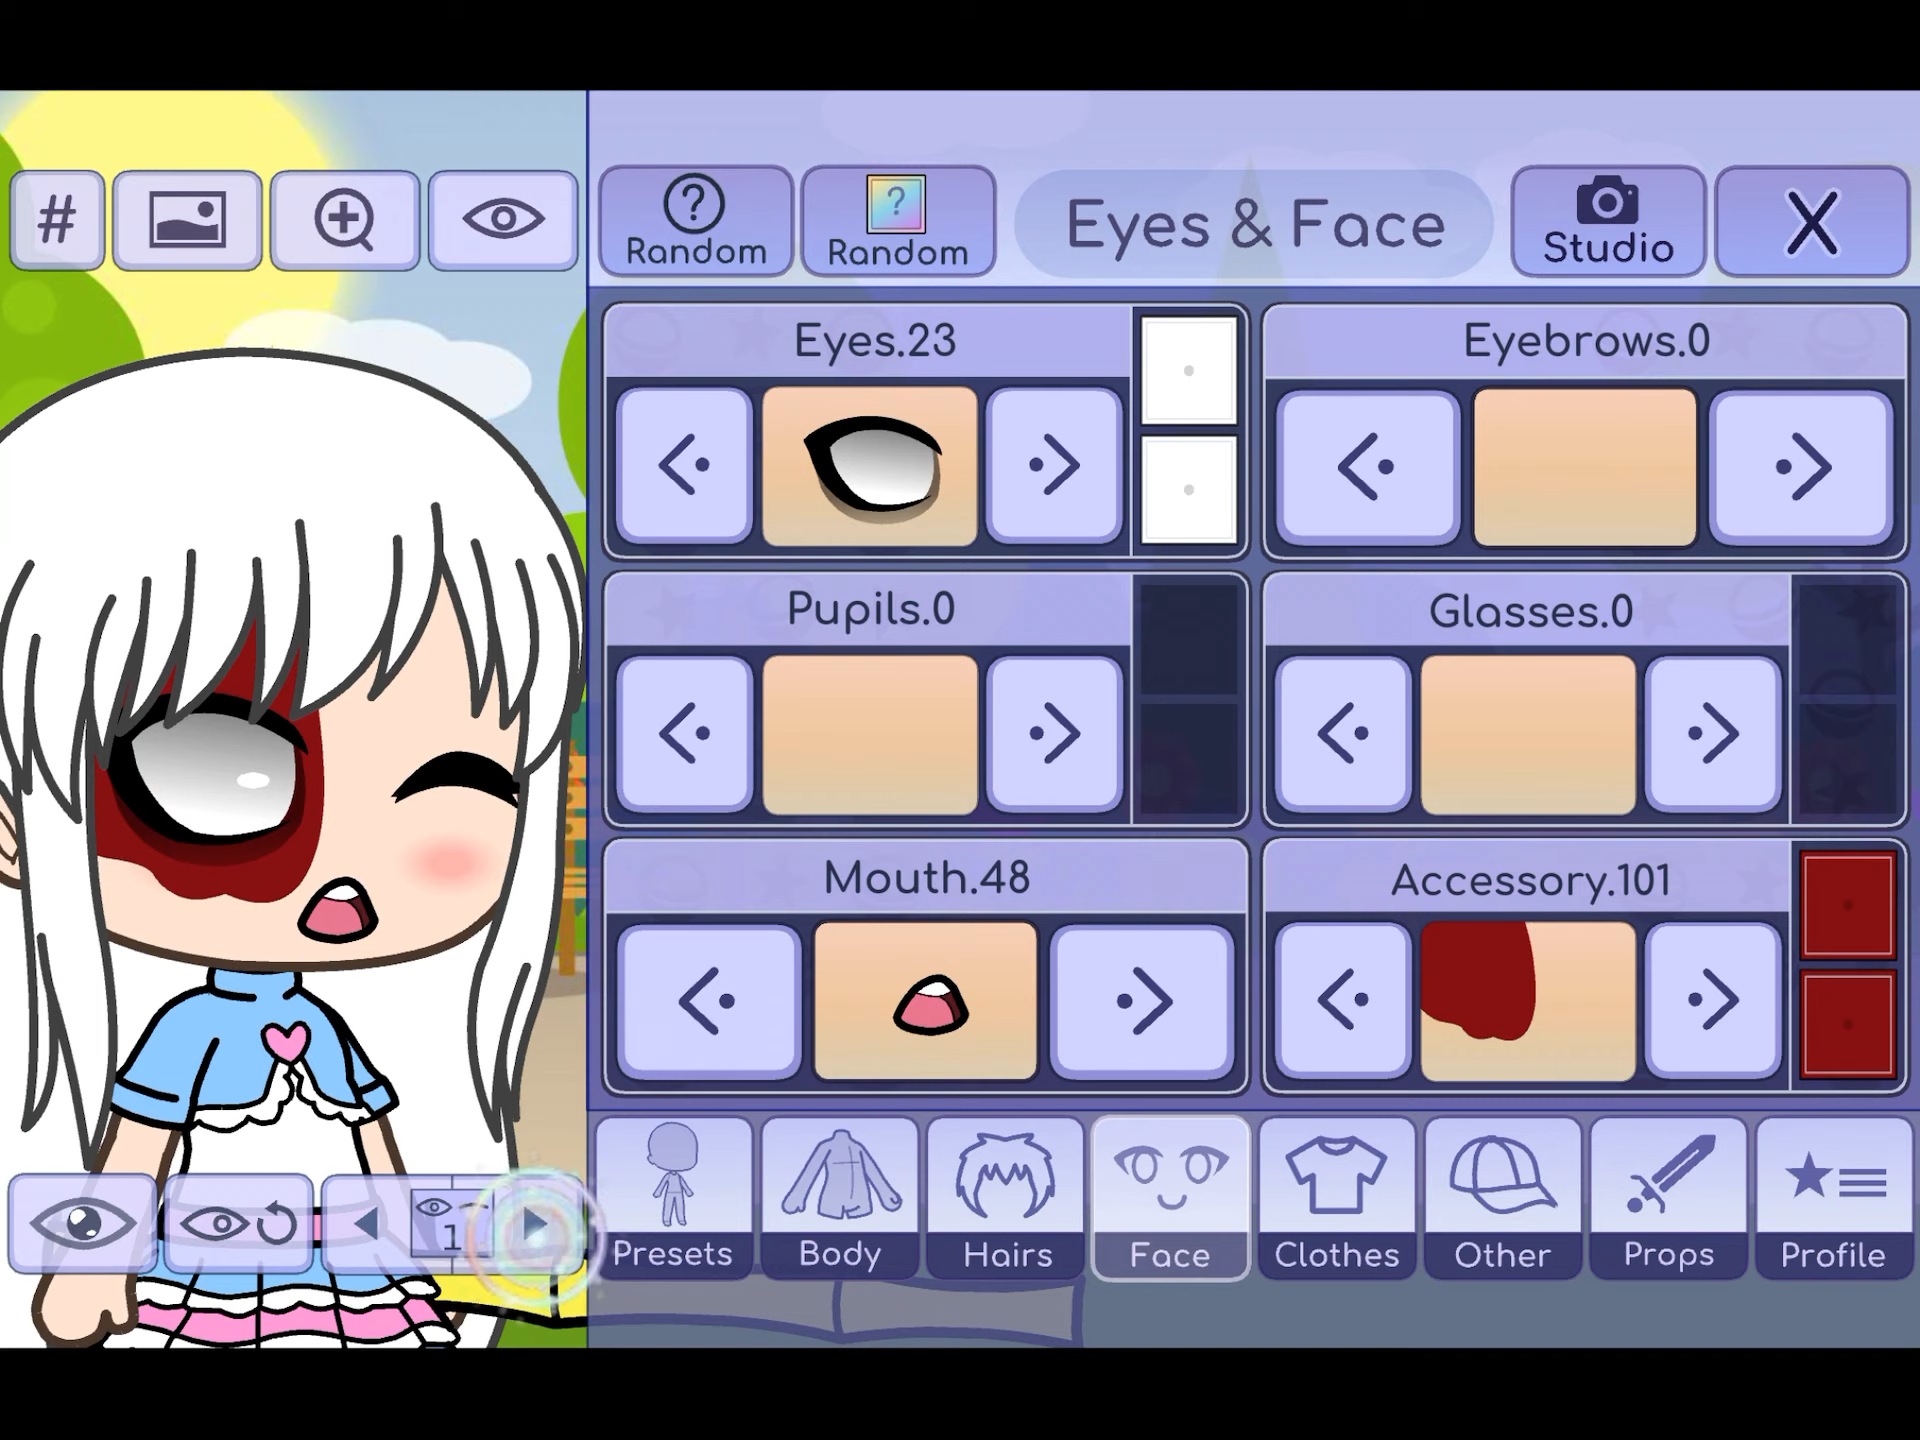 #
Random
Random
Eyes & Face
Studio
X
Eyes.23
Eyebrows.0
Pupils.0
Glasses.0
Mouth.48
Accessory.101
1
Presets
Body
Hairs
Face
Clothes
Other
Props
Profile